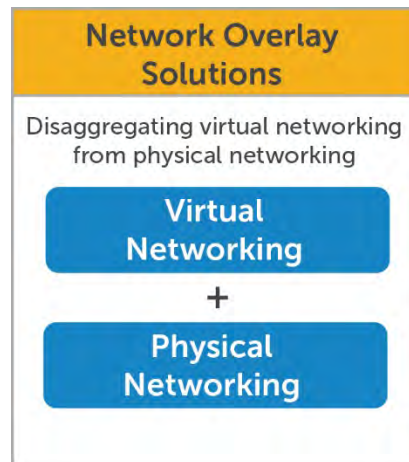 Network Overlay
Solutions
Disaggregating virtual networking
from physical networking
Virtual
Networking
+
Physical
Networking